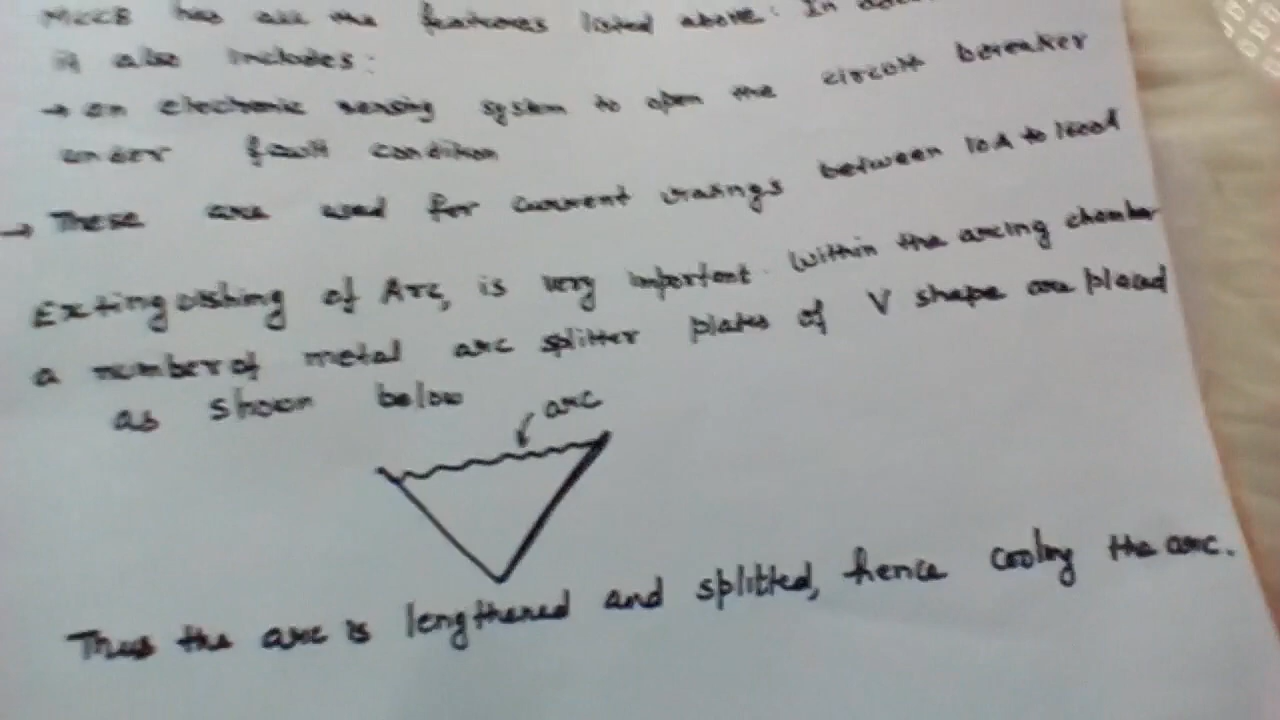 MCCB has all the features listed above. In
it also includes:
→ an electronic sensing system to open the circuit bereaker
under fault condition
→ These are used for current ratings between 10A to
Extinguishing of Arc, is very important. Within the arcing chamber
a number of metal arc splitter plates of V shape are placed
as shown below
arc
Thus the arc is lengthened and splitted, hence cooling the arc.